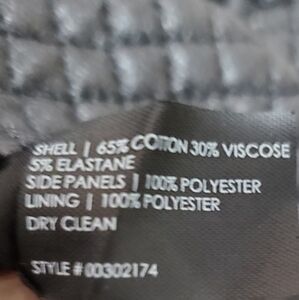 SHELL | 65% COTTON 30% VISCOSE
5% ELASTANE
SIDE PANELS | 100% POLYESTER
LINING | 100% POLYESTER
DRY CLEAN
STYLE # 00302174